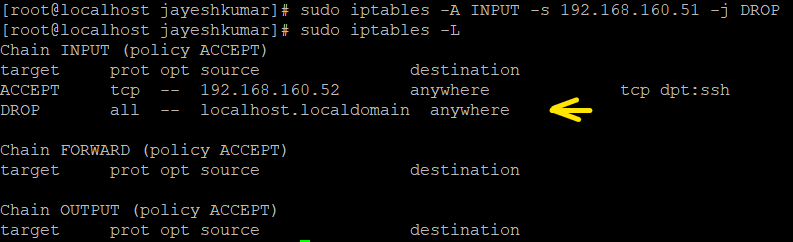 [root@localhost jayeshkumar]# sudo iptables -A INPUT -s 192.168.160.51 -j DROP
[root@localhost jayeshkumar]# sudo iptables -L
Chain INPUT (policy ACCEPT)
target     prot opt source               destination
ACCEPT     tcp  --  192.168.160.52       anywhere             tcp dpt:ssh
DROP       all  --  localhost.localdomain  anywhere

Chain FORWARD (policy ACCEPT)
target     prot opt source               destination

Chain OUTPUT (policy ACCEPT)
target     prot opt source               destination